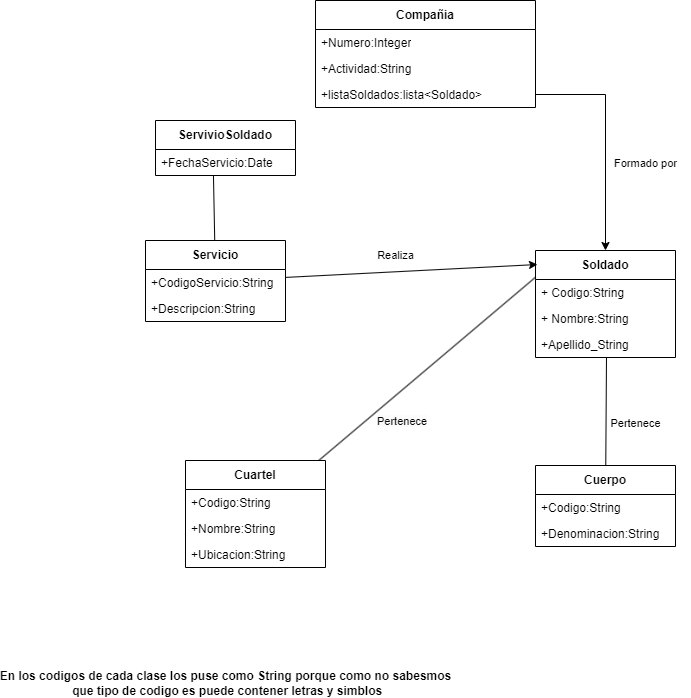 Compañia
+Numero:Integer
+Actividad:String
+listaSoldados:lista<Soldado>
ServivioSoldado
+FechaServicio:Date
Formado por
Servicio
+CodigoServicio:String
+Descripcion:String
Realiza
Soldado
+ Codigo:String
+ Nombre:String
+Apellido_String
Pertenece
Pertenece
Cuartel
+Codigo:String
+Nombre:String
+Ubicacion:String
Cuerpo
+Codigo:String
+Denominacion:String
En los codigos de cada clase los puse como String porque como no sabesmos
que tipo de codigo es puede contener letras y simblos